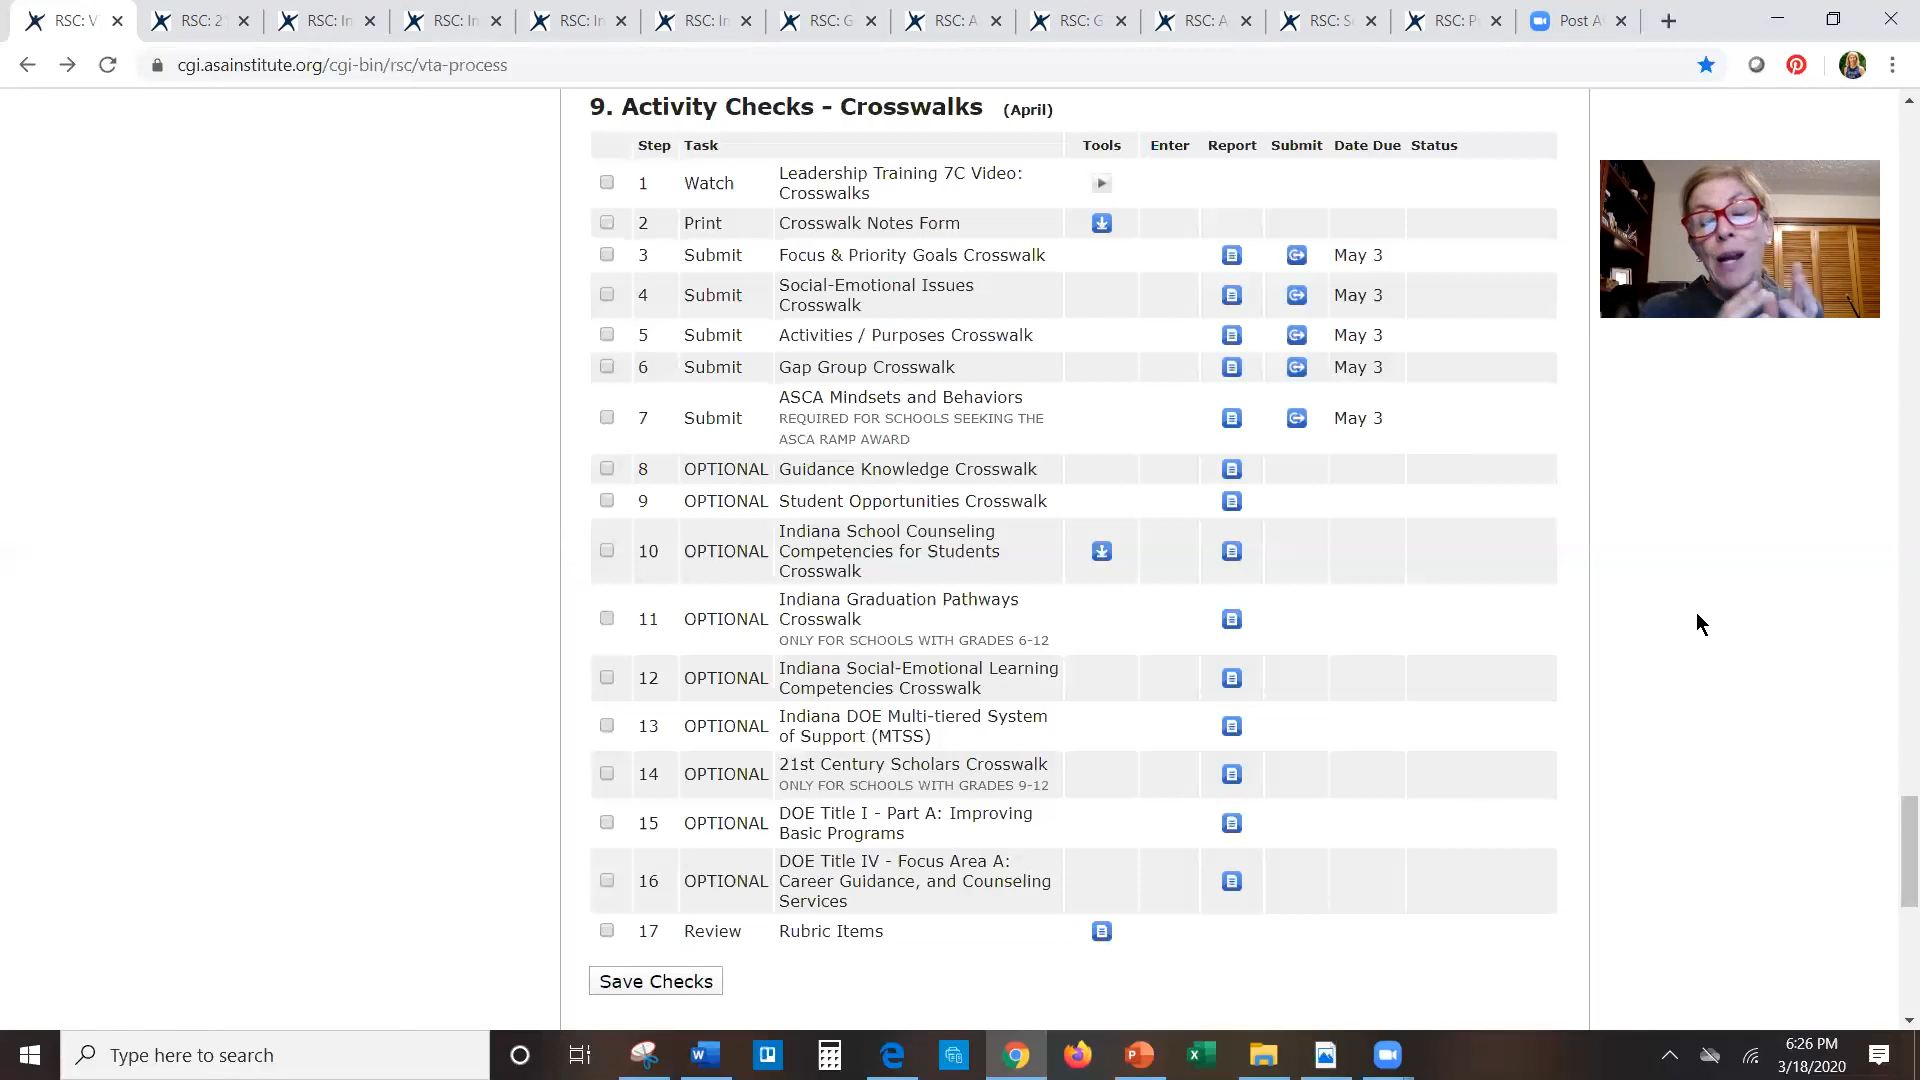 RSC: V
RSC: 2
RSC: In
RSC: In
RSC: In
RSC: In
RSC: G
RSC: A
RSC: G
RSC: A
RSC: S
RSC: P
Post A
cgi.asainstitute.org/cgi-bin/rsc/vta-process
9. Activity Checks - Crosswalks (April)
Step Task Tools Enter Report Submit Date Due Status
1 Watch Leadership Training 7C Video:
Crosswalks
2 Print Crosswalk Notes Form
3 Submit Focus & Priority Goals Crosswalk May 3
4 Submit Social-Emotional Issues
Crosswalk May 3
5 Submit Activities / Purposes Crosswalk May 3
6 Submit Gap Group Crosswalk May 3
7 Submit ASCA Mindsets and Behaviors
REQUIRED FOR SCHOOLS SEEKING THE
ASCA RAMP AWARD May 3
8 OPTIONAL Guidance Knowledge Crosswalk
9 OPTIONAL Student Opportunities Crosswalk
10 OPTIONAL Indiana School Counseling
Competencies for Students
Crosswalk
11 OPTIONAL Indiana Graduation Pathways
Crosswalk
ONLY FOR SCHOOLS WITH GRADES 6-12
12 OPTIONAL Indiana Social-Emotional Learning
Competencies Crosswalk
13 OPTIONAL Indiana DOE Multi-tiered System
of Support (MTSS)
14 OPTIONAL 21st Century Scholars Crosswalk
ONLY FOR SCHOOLS WITH GRADES 9-12
15 OPTIONAL DOE Title I - Part A: Improving
Basic Programs
16 OPTIONAL DOE Title IV - Focus Area A:
Career Guidance, and Counseling
Services
17 Review Rubric Items
Save Checks
Type here to search
6:26 PM
3/18/2020